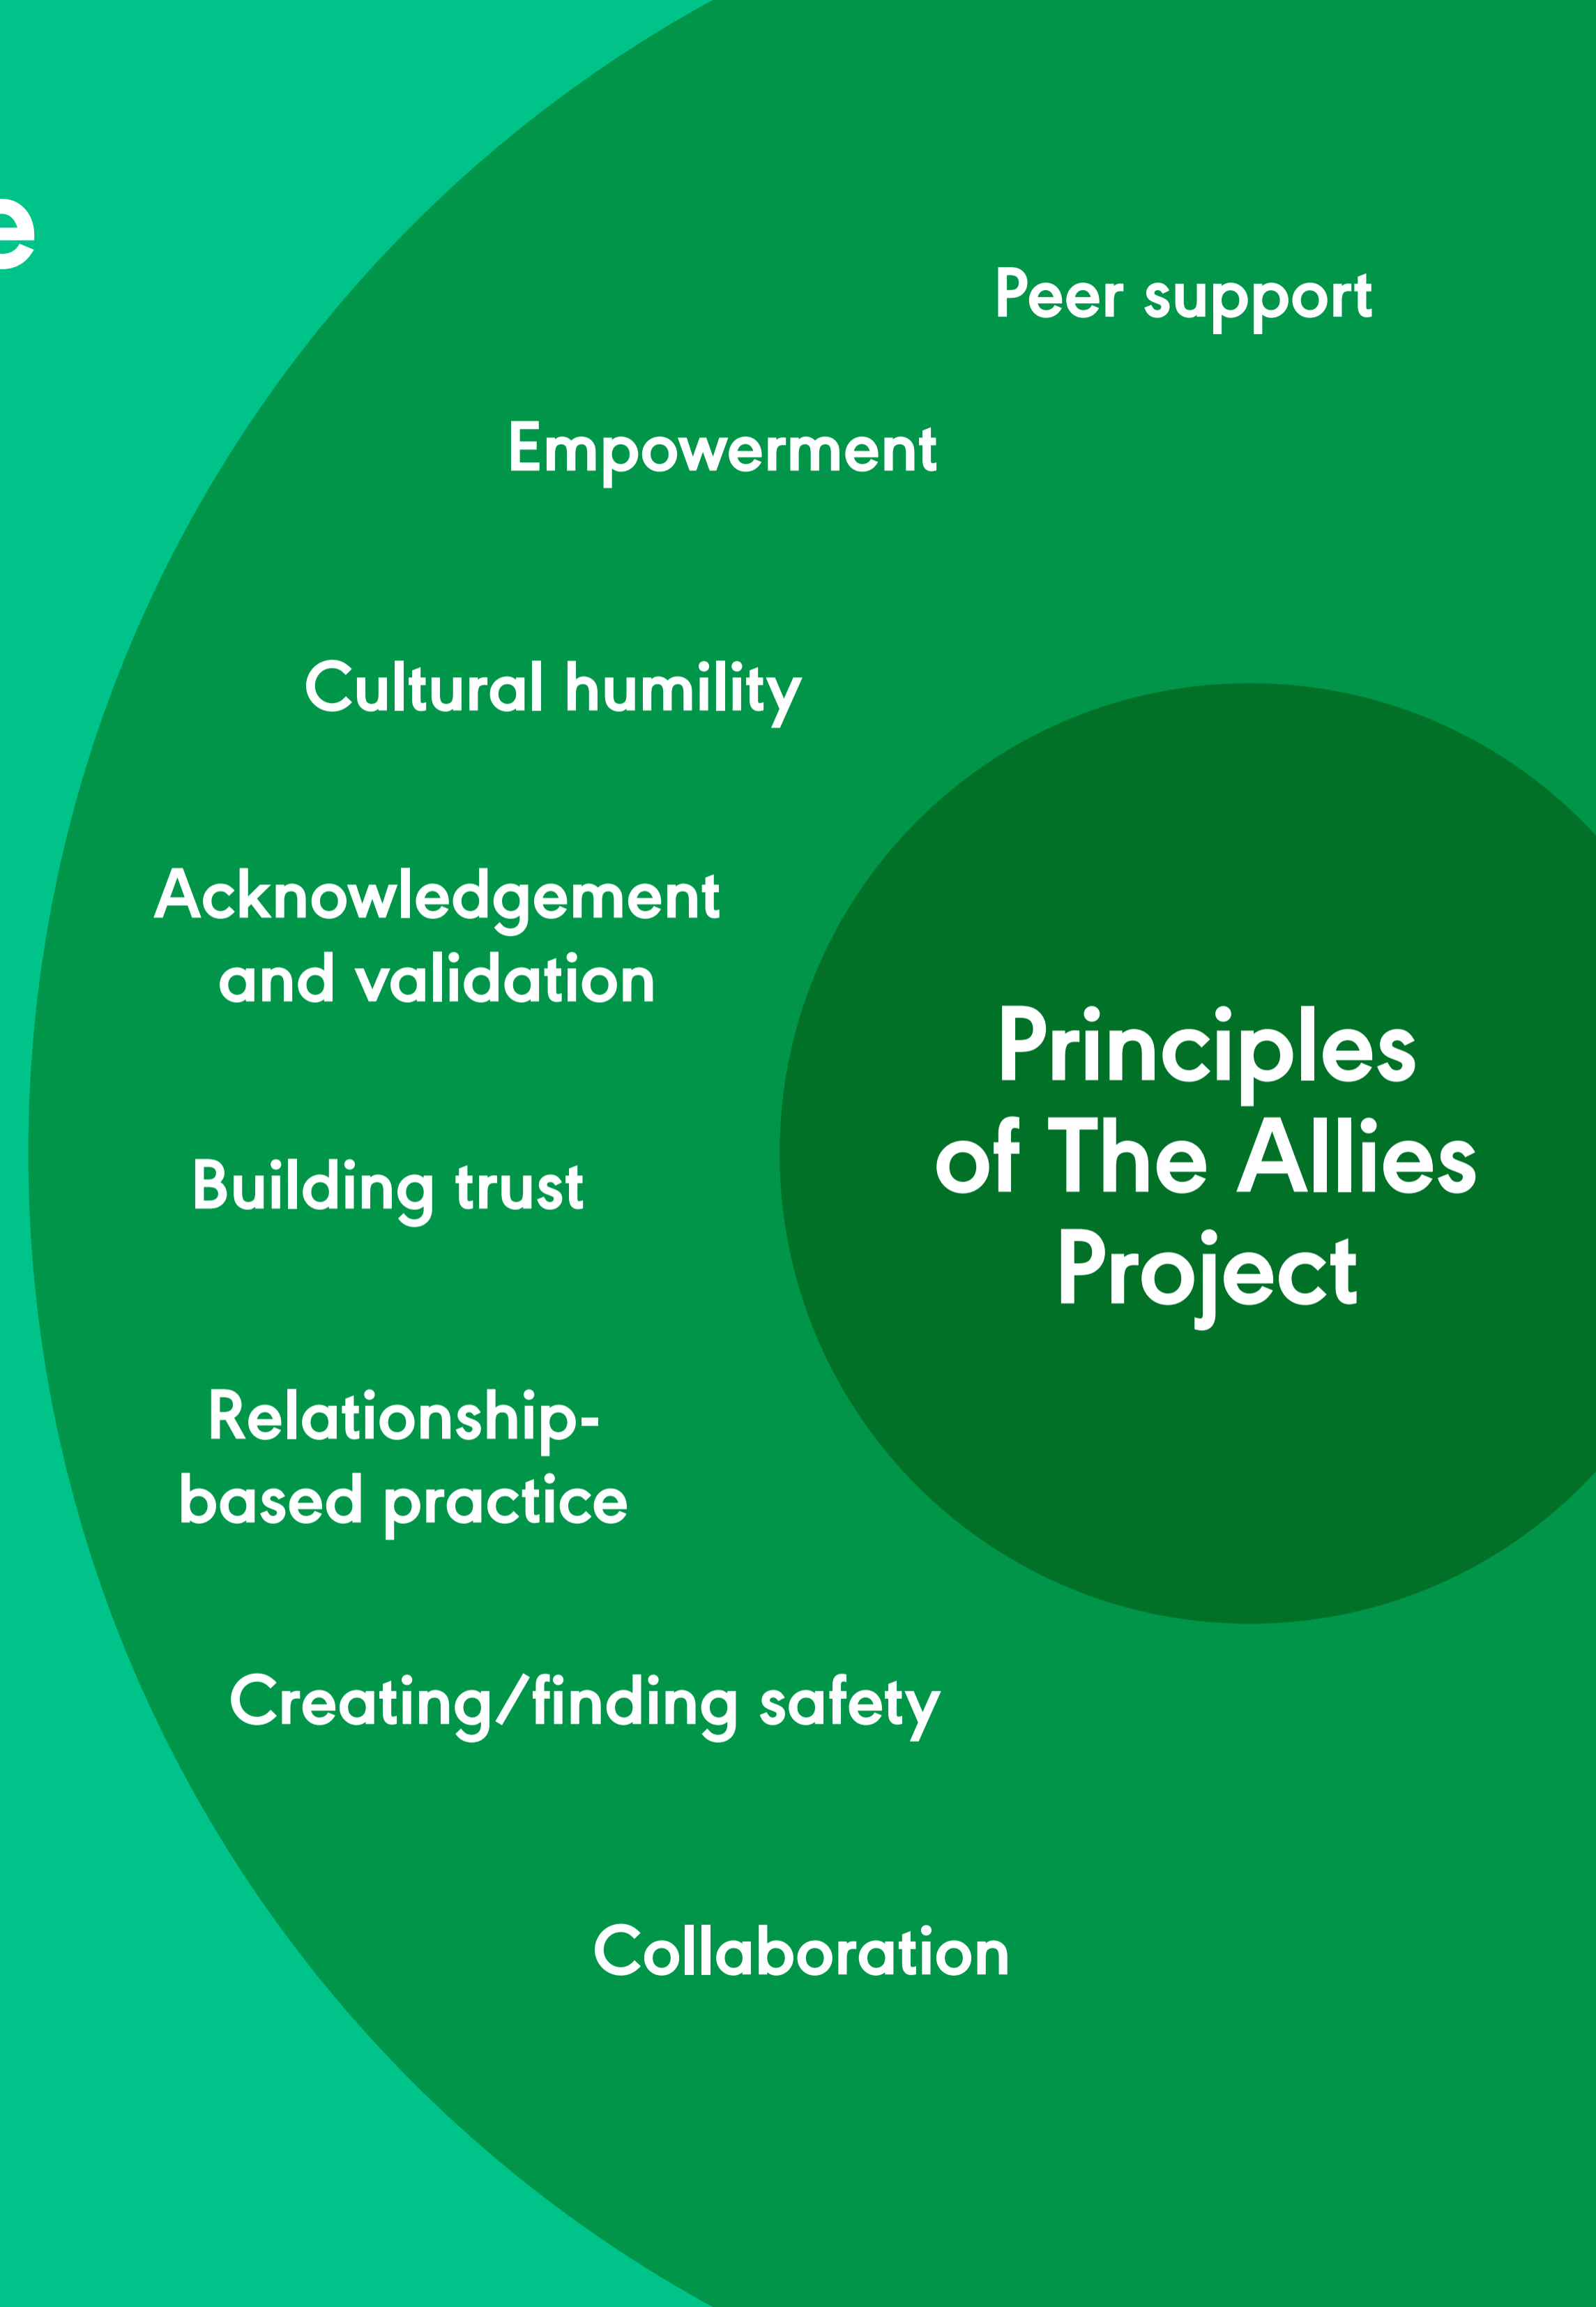 e
Peer support
Empowerment
Cultural humility
Acknowledgement
and validation
Building trust
Relationship-
based practice
Creating/finding safety
Collaboration
Principles
of The Allies
Project